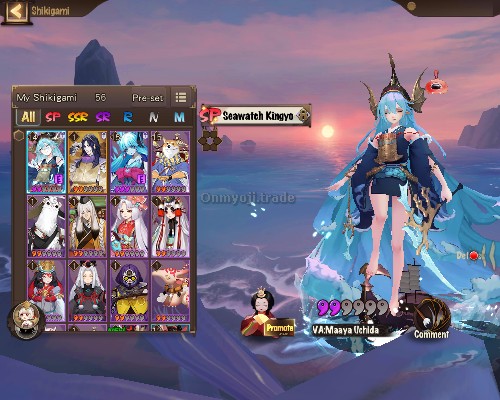 Shikigami
My Shikigami 56 Pre-set
All SP SSR SR R N M
SP Seawatch Kingyo
Onmyoji.trade
Promote
VA:Maaya Uchida
Comment